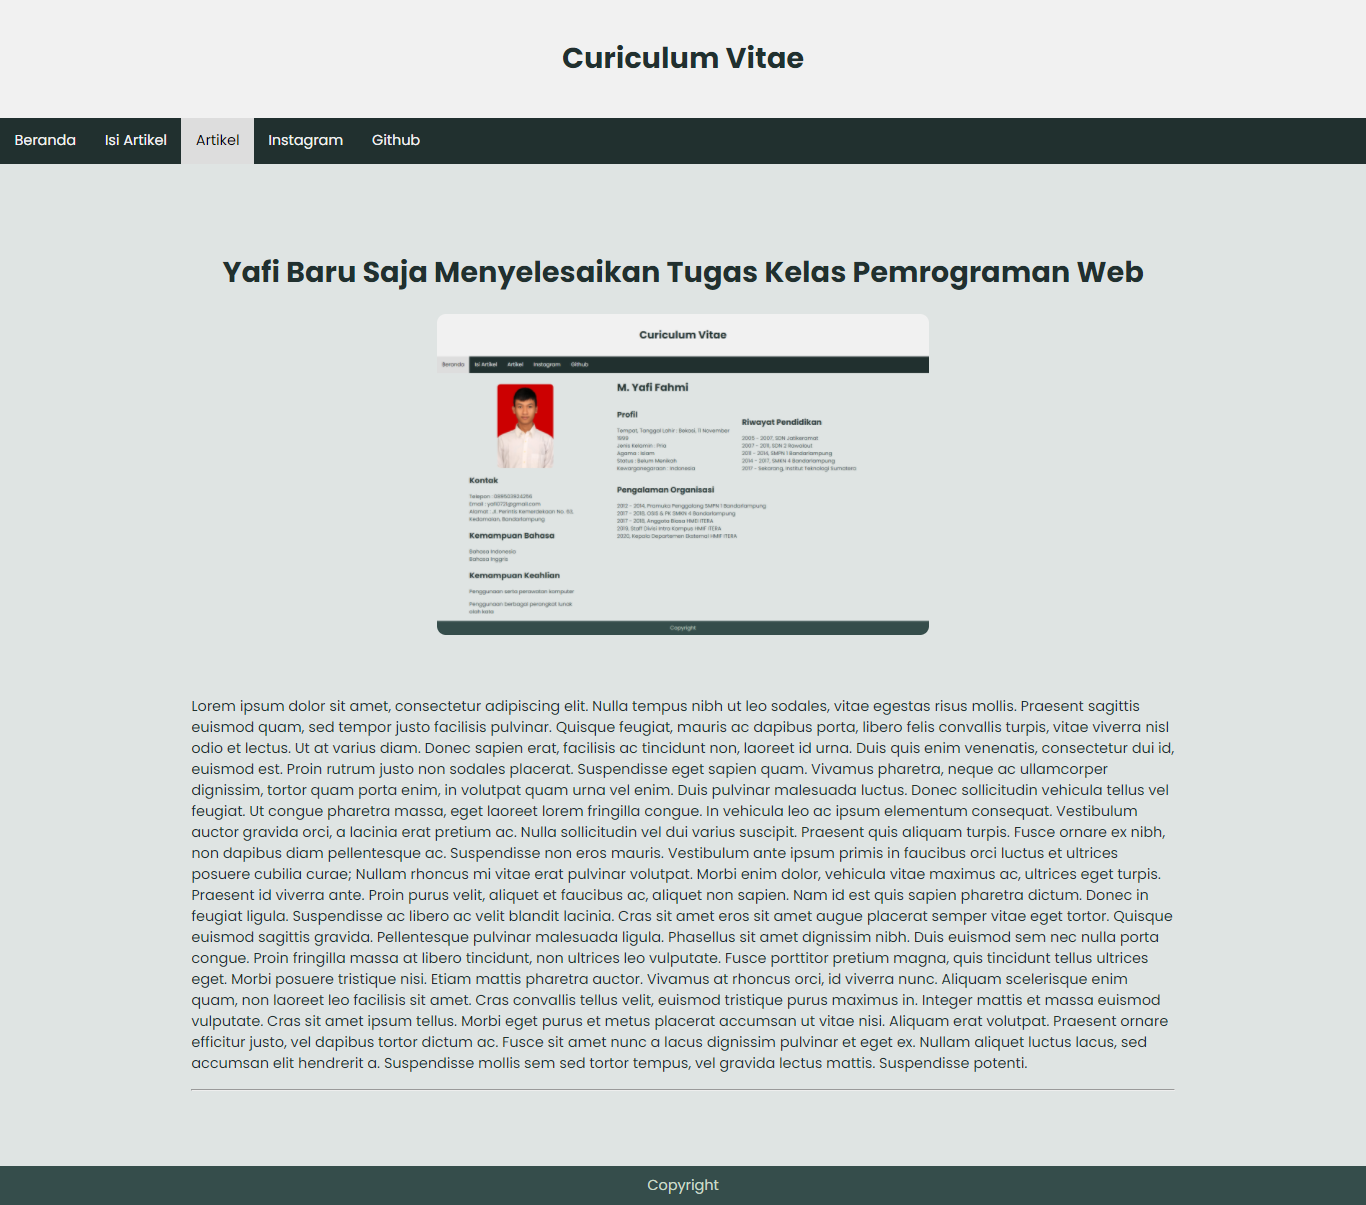 Curiculum Vitae
Beranda Isi Artikel Artikel Instagram Github
Yafi Baru Saja Menyelesaikan Tugas Kelas Pemrograman Web
Curiculum Vitae
Beranda Isi Artikel Artikel Instagram Github
M. Yafi Fahmi
Profil
Tempat, Tanggal Lahir : Bekasi, 11 November
1999
Jenis Kelamin : Pria
Agama : Islam
Status : Belum Menikah
Kewarganegaraan : Indonesia
Riwayat Pendidikan
2005 - 2007, SDN Jatikeramat
2007 - 2011, SDN 2 Rawalaut
2011 - 2014, SMPN 1 Bandarlampung
2014 - 2017, SMKN 4 Bandarlampung
2017 - Sekarang, Institut Teknologi Sumatera
Pengalaman Organisasi
2012 - 2014, Pramuka Penggalang SMPN 1 Bandarlampung
2017 - 2018, OSIS & PK SMKN 4 Bandarlampung
2017 - 2018, Anggota Biasa HMIF ITERA
2019, Staff Divisi Intra Kampus HMIF ITERA
2020, Kepala Departemen Eksternal HMIF ITERA
Kontak
Telepon :
Email :
Alamat : Jl. Perintis Kemerdekaan No. 53,
Kedamaian, Bandarlampung
Kemampuan Bahasa
Bahasa Indonesia
Bahasa Inggris
Kemampuan Keahlian
Penggunaan serta perawatan komputer
Penggunaan berbagai perangkat lunak
olah kata
Copyright
Lorem ipsum dolor sit amet, consectetur adipiscing elit. Nulla tempus nibh ut leo sodales, vitae egestas risus mollis. Praesent sagittis
euismod quam, sed tempor justo facilisis pulvinar. Quisque feugiat, mauris ac dapibus porta, libero felis convallis turpis, vitae viverra nisl
odio et lectus. Ut at varius diam. Donec sapien erat, facilisis ac tincidunt non, laoreet id urna. Duis quis enim venenatis, consectetur dui id,
euismod est. Proin rutrum justo non sodales placerat. Suspendisse eget sapien quam. Vivamus pharetra, neque ac ullamcorper
dignissim, tortor quam porta enim, in volutpat quam urna vel enim. Duis pulvinar malesuada luctus. Donec sollicitudin vehicula tellus vel
feugiat. Ut congue pharetra massa, eget laoreet lorem fringilla congue. In vehicula leo ac ipsum elementum consequat. Vestibulum
auctor gravida orci, a lacinia erat pretium ac. Nulla sollicitudin vel dui varius suscipit. Praesent quis aliquam turpis. Fusce ornare ex nibh,
non dapibus diam pellentesque ac. Suspendisse non eros mauris. Vestibulum ante ipsum primis in faucibus orci luctus et ultrices
posuere cubilia curae; Nullam rhoncus mi vitae erat pulvinar volutpat. Morbi enim dolor, vehicula vitae maximus ac, ultrices eget turpis.
Praesent id viverra ante. Proin purus velit, aliquet et faucibus ac, aliquet non sapien. Nam id est quis sapien pharetra dictum. Donec in
feugiat ligula. Suspendisse ac libero ac velit blandit lacinia. Cras sit amet eros sit amet augue placerat semper vitae eget tortor. Quisque
euismod sagittis gravida. Pellentesque pulvinar malesuada ligula. Phasellus sit amet dignissim nibh. Duis euismod sem nec nulla porta
congue. Proin fringilla massa at libero tincidunt, non ultrices leo vulputate. Fusce porttitor pretium magna, quis tincidunt tellus ultrices
eget. Morbi posuere tristique nisi. Etiam mattis pharetra auctor. Vivamus at rhoncus orci, id viverra nunc. Aliquam scelerisque enim
quam, non laoreet leo facilisis sit amet. Cras convallis tellus velit, euismod tristique purus maximus in. Integer mattis et massa euismod
vulputate. Cras sit amet ipsum tellus. Morbi eget purus et metus placerat accumsan ut vitae nisi. Aliquam erat volutpat. Praesent ornare
efficitur justo, vel dapibus tortor dictum ac. Fusce sit amet nunc a lacus dignissim pulvinar et eget ex. Nullam aliquet luctus lacus, sed
accumsan elit hendrerit a. Suspendisse mollis sem sed tortor tempus, vel gravida lectus mattis. Suspendisse potenti.
Copyright